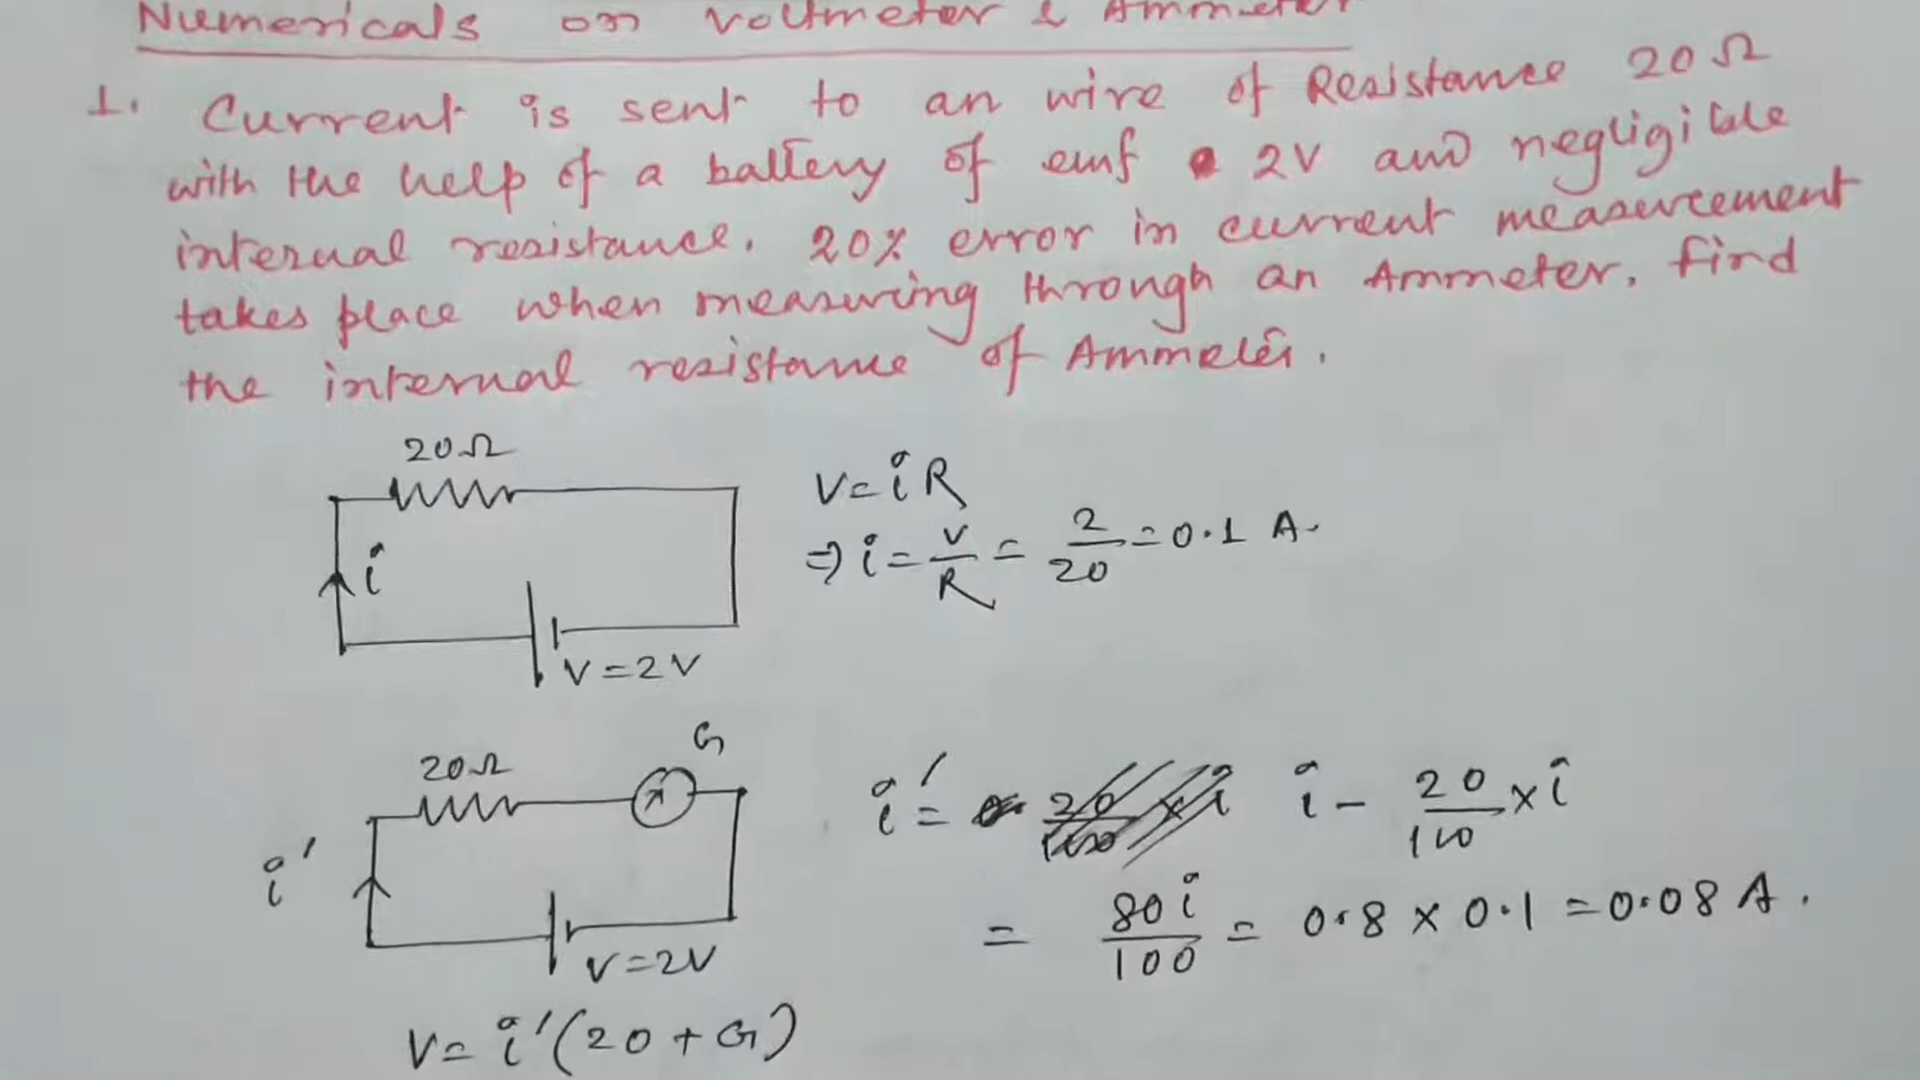 Numericals on Voltmeter & Ammeter
1. Current is sent to an wire of Resistance 20 Ω
with the help of a battery of emf 2V and negligible
internal resistance. 20% error in current measurement
takes place when measuring through an Ammeter. find
the internal resistance of Ammeter.
20Ω
V=iR
⇒ i = V/R = 2/20 = 0.1 A.
i
V=2V
G
20Ω
A
i' = i - 20/100 × i
i'
= 80i/100 = 0.8 × 0.1 = 0.08 A.
V=2V
V= i'(20+G)